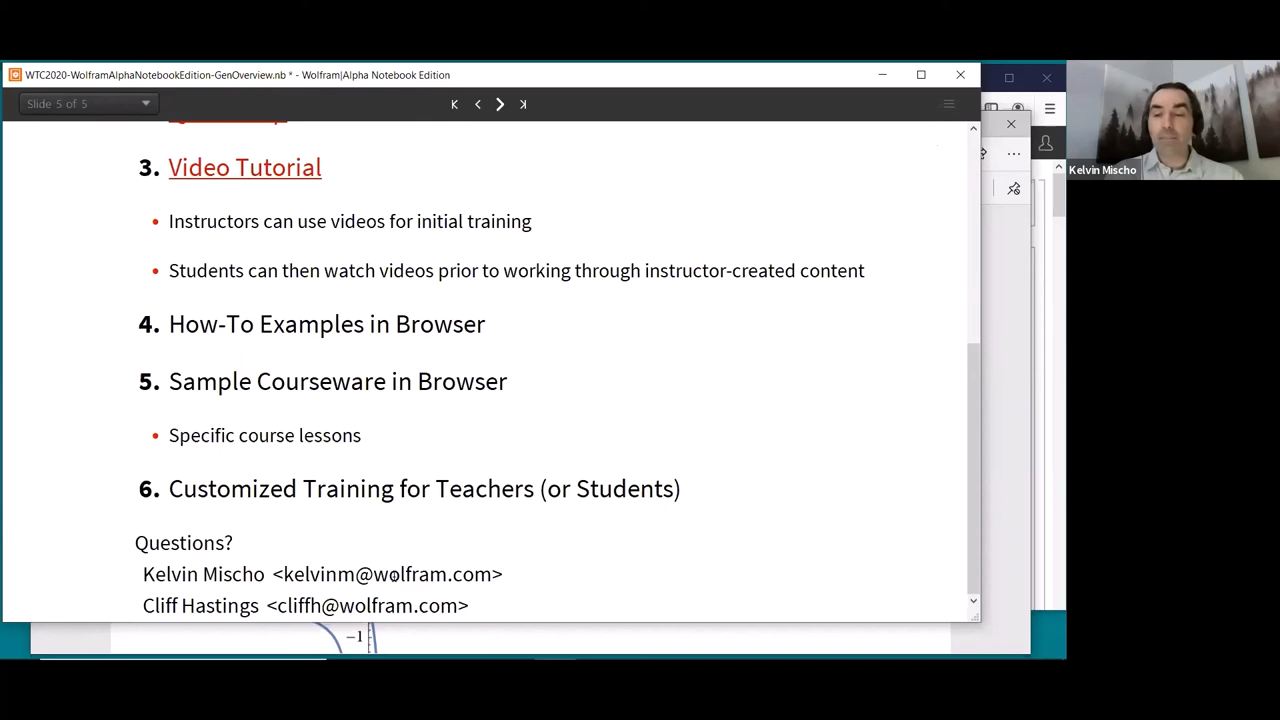 WTC2020-WolframAlphaNotebookEdition-GenOverview.nb * - Wolfram|Alpha Notebook Edition
Slide 5 of 5
Kelvin Mischo
3. Video Tutorial
• Instructors can use videos for initial training
• Students can then watch videos prior to working through instructor-created content
4. How-To Examples in Browser
5. Sample Courseware in Browser
• Specific course lessons
6. Customized Training for Teachers (or Students)
Questions?
Kelvin Mischo <kelvinm@wolfram.com>
Cliff Hastings <cliffh@wolfram.com>
−1